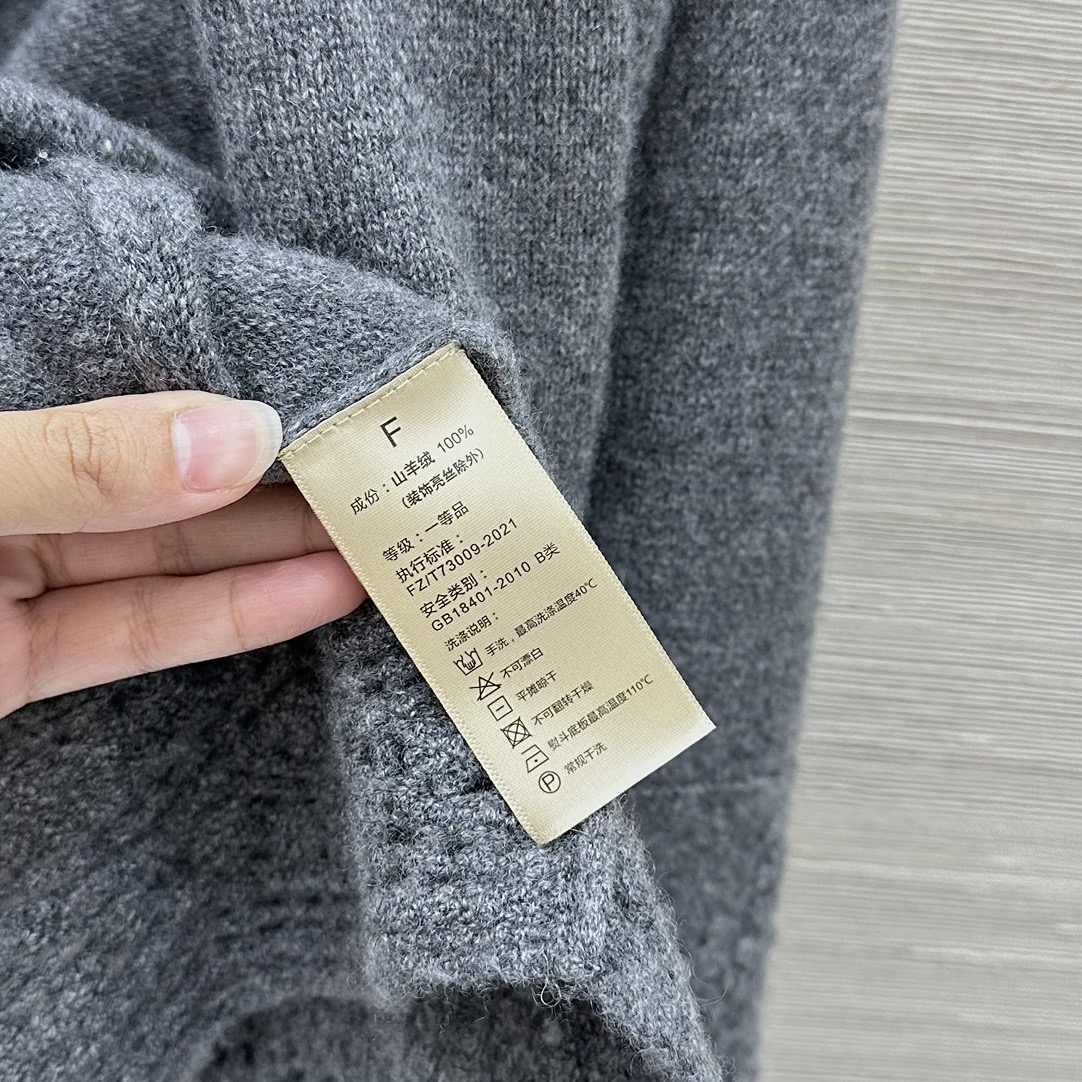 F
成份：山羊绒 100%
（装饰亮丝除外）
等级：一等品
执行标准：
FZ/T73009-2021
安全类别：
GB18401-2010 B类
洗涤说明：
手洗，最高洗涤温度40℃
不可漂白
平摊晾干
不可翻转干燥
熨斗底板最高温度110℃
P 常规干洗